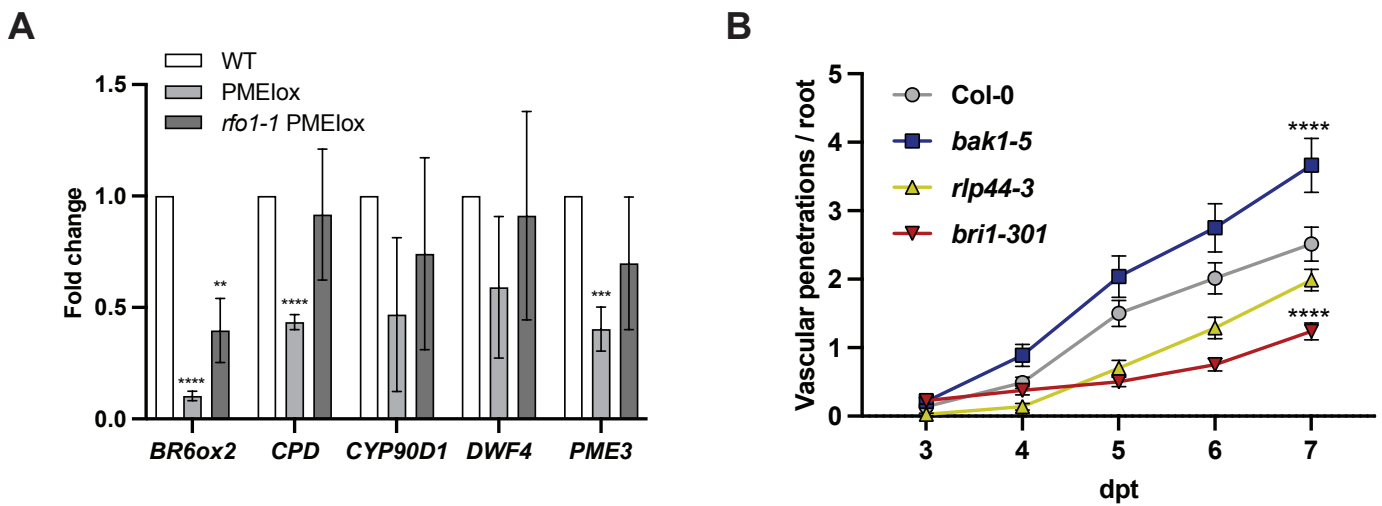 A
WT
PMEIox
rfo1-1 PMEIox
Fold change
1.5
1.0
0.5
0.0
****
**
****
***
BR6ox2 CPD CYP90D1 DWF4 PME3
B
Col-0
bak1-5
rlp44-3
bri1-301
Vascular penetrations / root
5
4
3
2
1
0
****
****
3 4 5 6 7
dpt